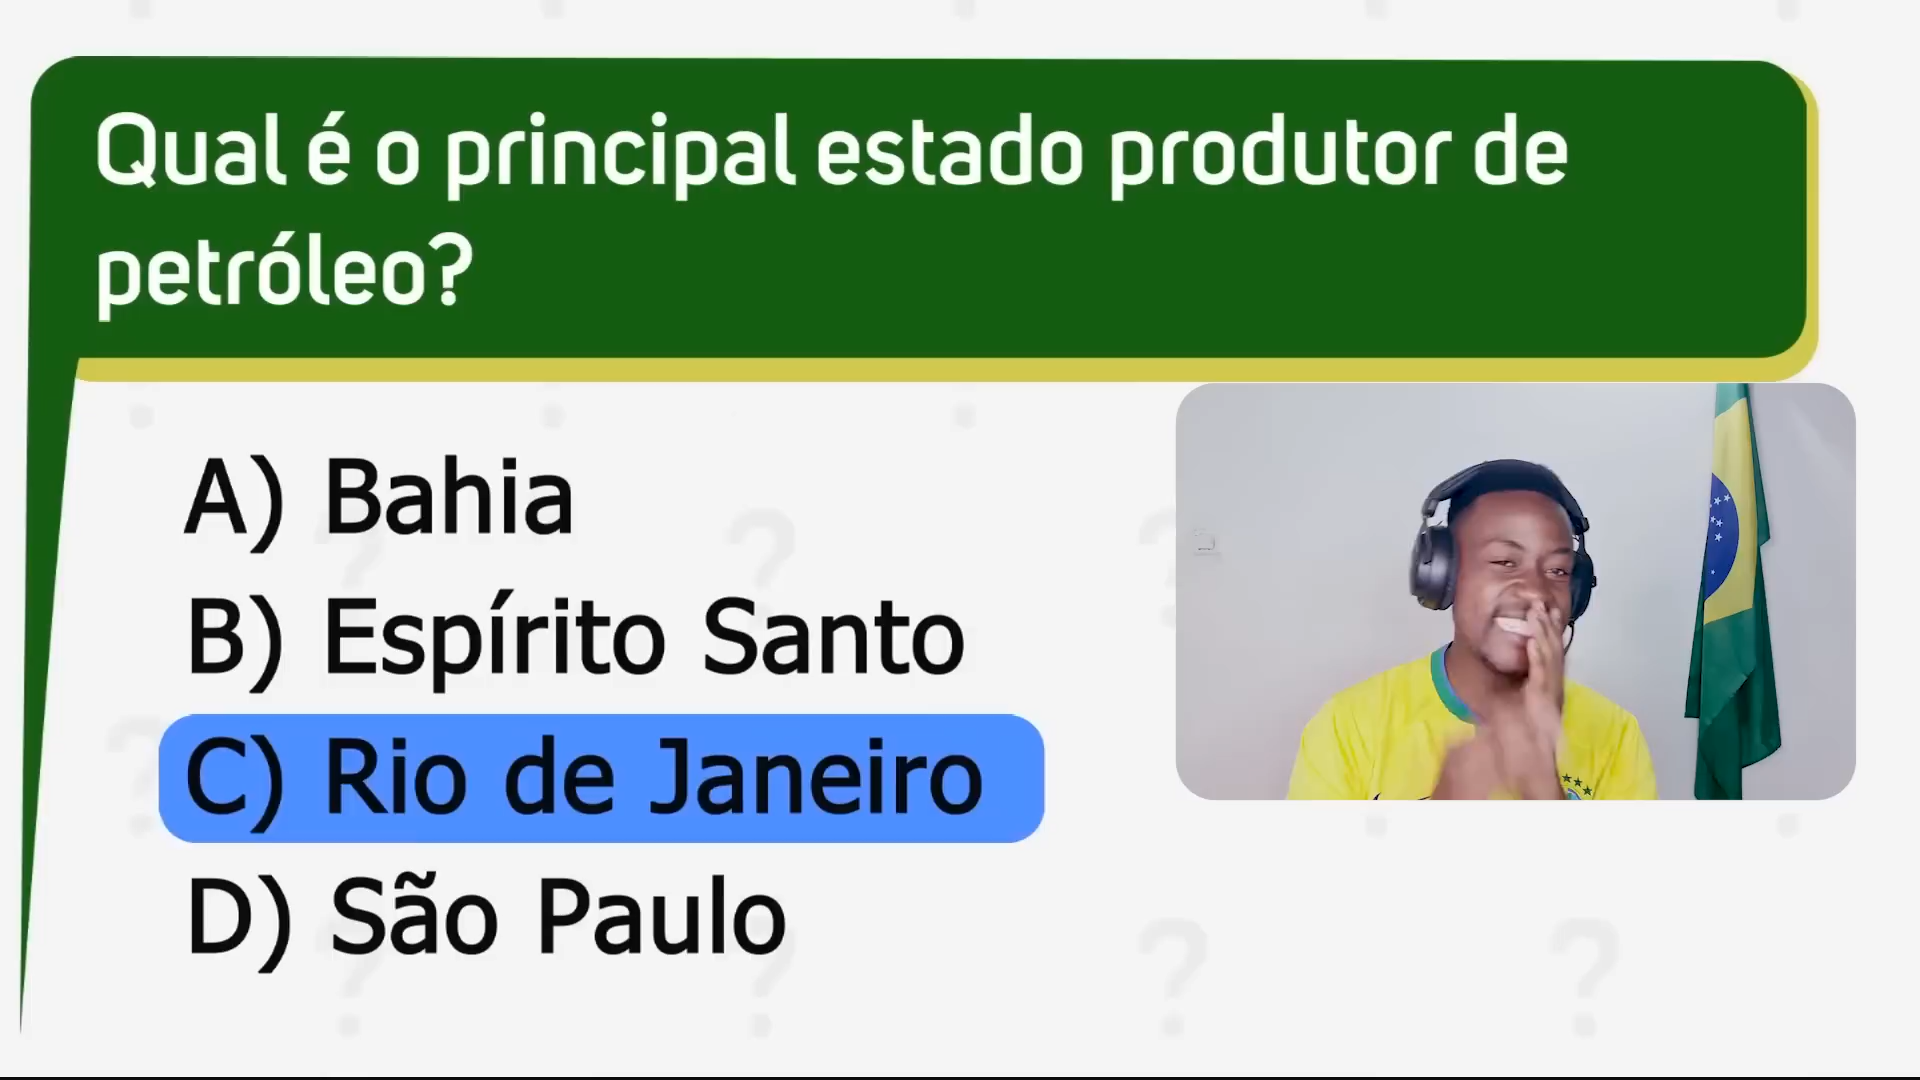 Qual é o principal estado produtor de
petróleo?
A) Bahia
B) Espírito Santo
C) Rio de Janeiro
D) São Paulo